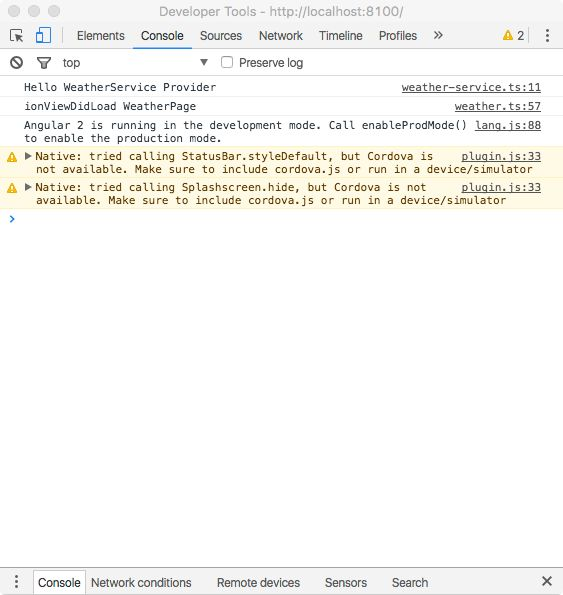 Developer Tools - http://localhost:8100/
Elements Console Sources Network Timeline Profiles » 2
top Preserve log
Hello WeatherService Provider weather-service.ts:11
ionViewDidLoad WeatherPage weather.ts:57
Angular 2 is running in the development mode. Call enableProdMode() lang.js:88
to enable the production mode.
Native: tried calling StatusBar.styleDefault, but Cordova is plugin.js:33
not available. Make sure to include cordova.js or run in a device/simulator
Native: tried calling Splashscreen.hide, but Cordova is not plugin.js:33
available. Make sure to include cordova.js or run in a device/simulator
Console Network conditions Remote devices Sensors Search